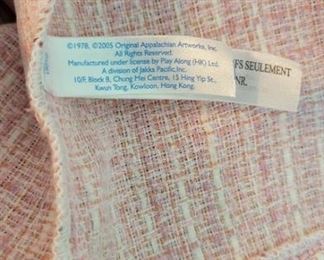 ©1978, ©2005 Original Appalachian Artworks, Inc.
All Rights Reserved.
Manufactured under license by Play Along (HK) Ltd.
A division of Jakks Pacific, Inc.
10/F, Block B, Chung Mei Centre, 15 Hing Yip St.,
Kwun Tong, Kowloon, Hong Kong.
FS SEULEMENT
NR.